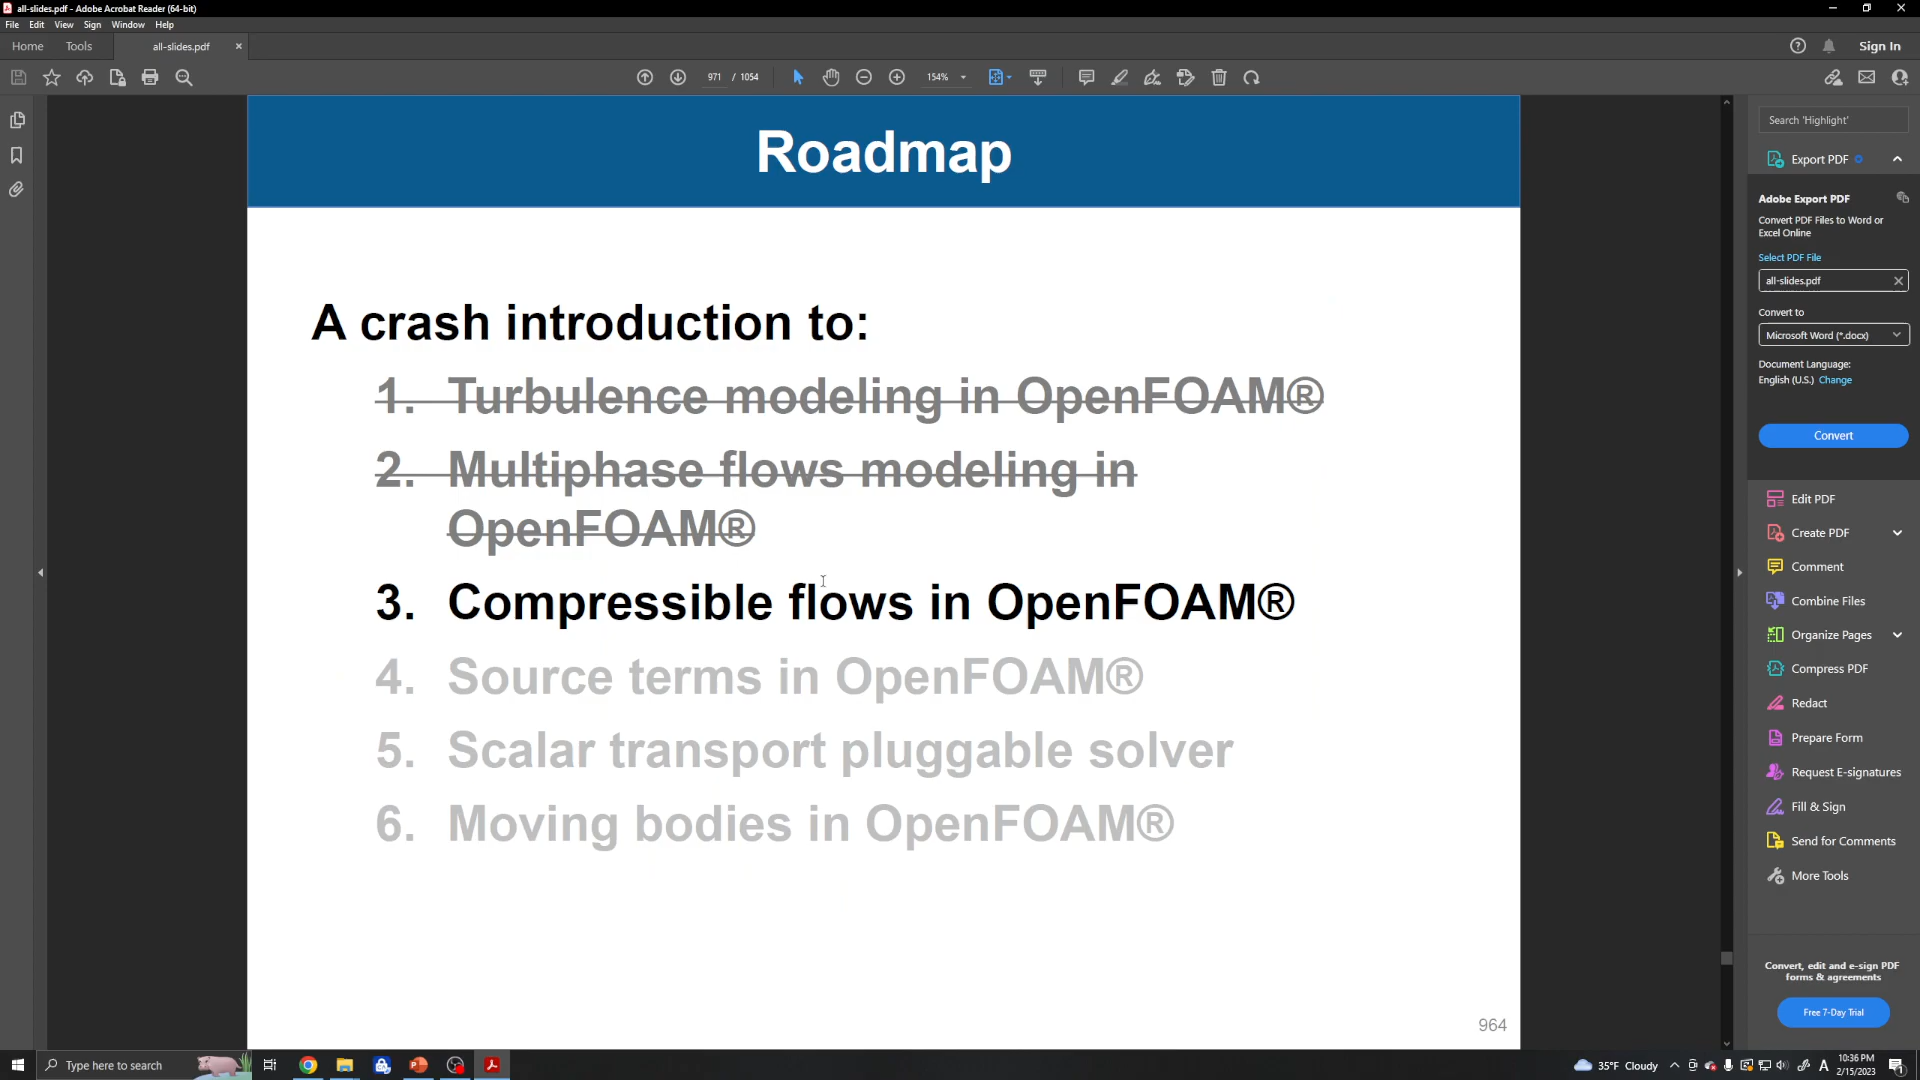 all-slides.pdf - Adobe Acrobat Reader (64-bit)
File Edit View Sign Window Help
Home Tools all-slides.pdf × Sign In
971 / 1054 154%
Search 'Highlight'
Export PDF
Adobe Export PDF
Convert PDF Files to Word or
Excel Online
Select PDF File
all-slides.pdf
Convert to
Microsoft Word (*.docx)
Document Language:
English (U.S.) Change
Convert
Edit PDF
Create PDF
Comment
Combine Files
Organize Pages
Compress PDF
Redact
Prepare Form
Request E-signatures
Fill & Sign
Send for Comments
More Tools
Convert, edit and e-sign PDF
forms & agreements
Free 7-Day Trial
Roadmap
A crash introduction to:
1. Turbulence modeling in OpenFOAM®
2. Multiphase flows modeling in
OpenFOAM®
3. Compressible flows in OpenFOAM®
4. Source terms in OpenFOAM®
5. Scalar transport pluggable solver
6. Moving bodies in OpenFOAM®
964
Type here to search
35°F Cloudy
A
10:36 PM
2/15/2023
1